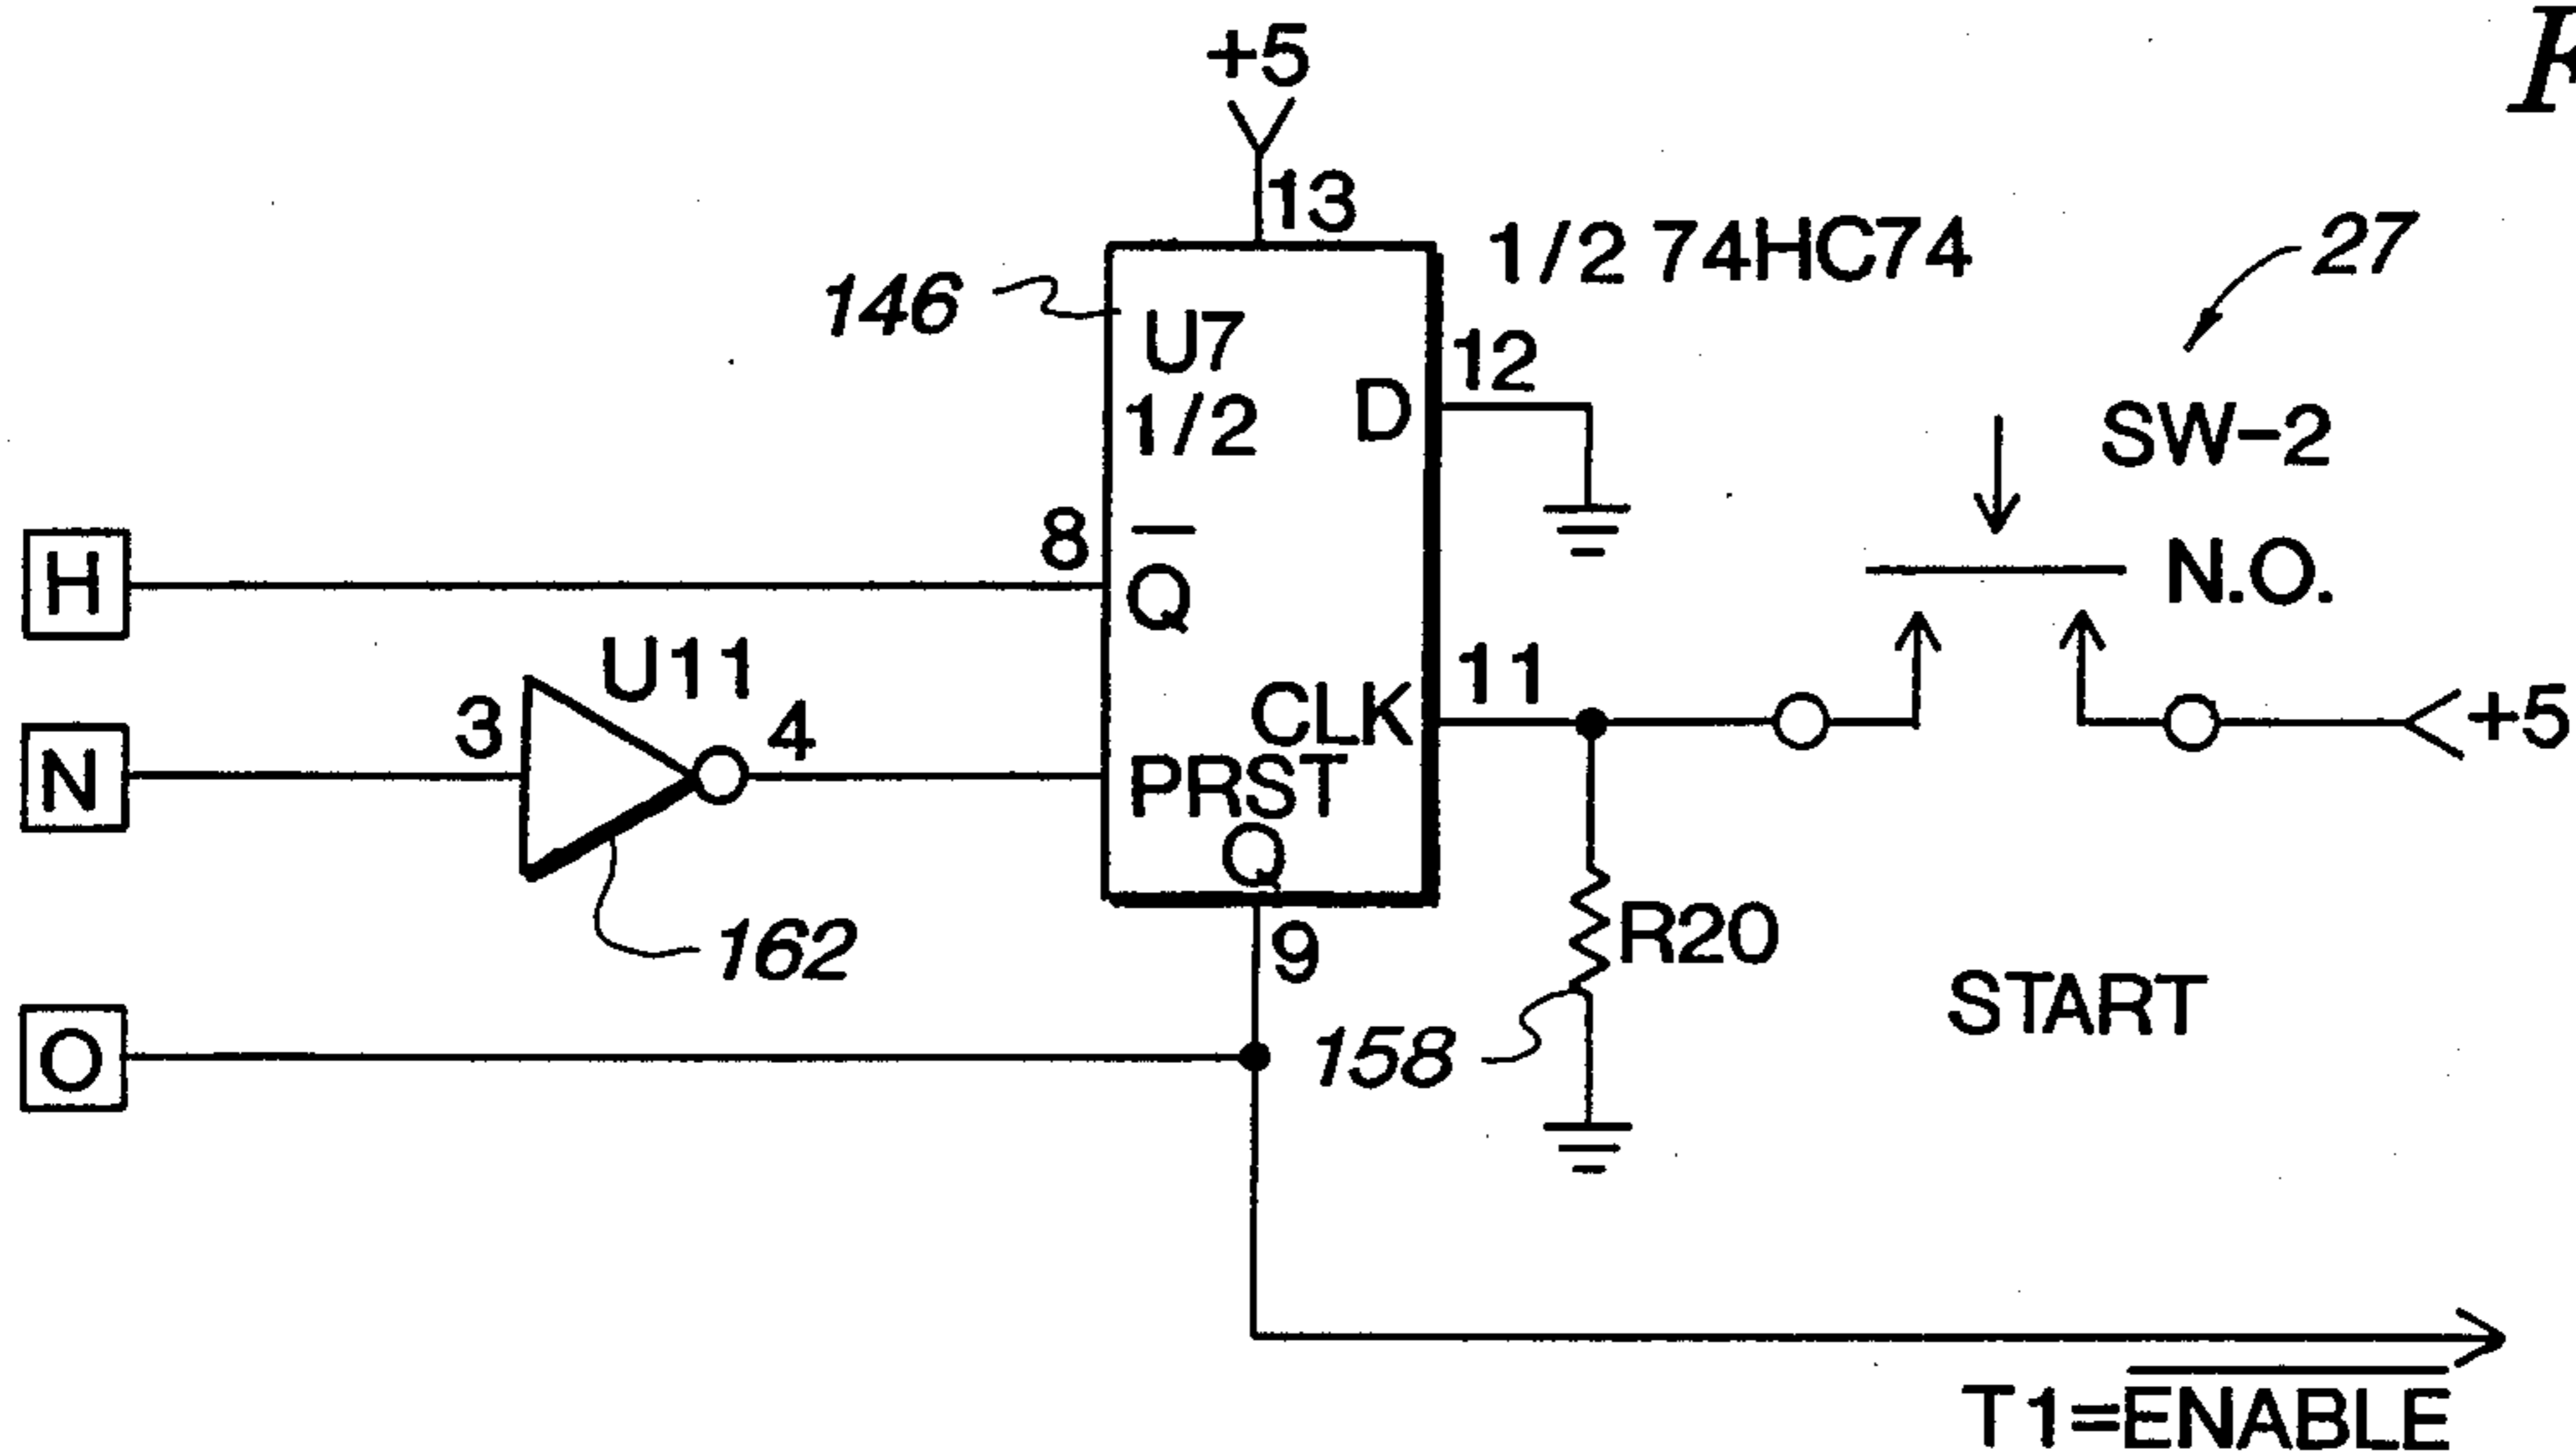 +5
13
1/2 74HC74
27
146
U7
1/2
12
D
SW-2
N.O.
8
Q̅
H
U11
3
4
N
11
CLK
PRST
Q
+5
162
9
R20
158
START
O
T1=E̅N̅A̅B̅L̅E̅